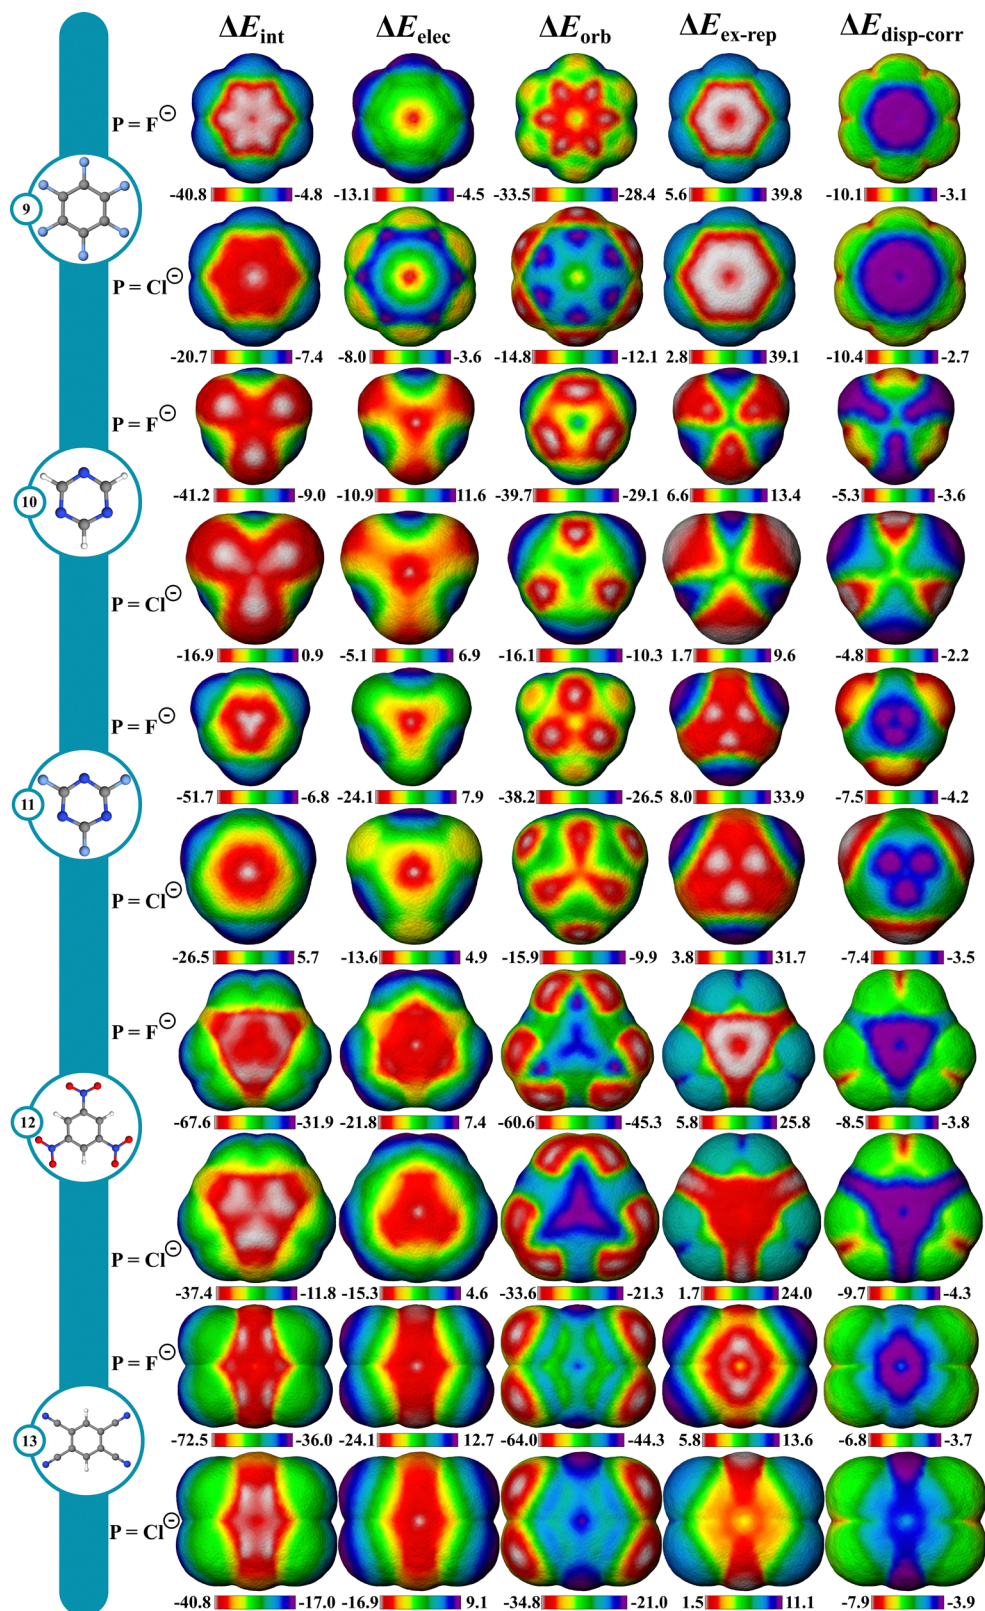 ΔE_int ΔE_elec ΔE_orb ΔE_ex-rep ΔE_disp-corr
P = F⊖
9
-40.8 -4.8 -13.1 -4.5 -33.5 -28.4 5.6 39.8 -10.1 -3.1
P = Cl⊖
-20.7 -7.4 -8.0 -3.6 -14.8 -12.1 2.8 39.1 -10.4 -2.7
P = F⊖
-41.2 -9.0 -10.9 11.6 -39.7 -29.1 6.6 13.4 -5.3 -3.6
10
P = Cl⊖
-16.9 0.9 -5.1 6.9 -16.1 -10.3 1.7 9.6 -4.8 -2.2
P = F⊖
-51.7 -6.8 -24.1 7.9 -38.2 -26.5 8.0 33.9 -7.5 -4.2
11
P = Cl⊖
-26.5 5.7 -13.6 4.9 -15.9 -9.9 3.8 31.7 -7.4 -3.5
P = F⊖
-67.6 -31.9 -21.8 7.4 -60.6 -45.3 5.8 25.8 -8.5 -3.8
12
P = Cl⊖
-37.4 -11.8 -15.3 4.6 -33.6 -21.3 1.7 24.0 -9.7 -4.3
P = F⊖
-72.5 -36.0 -24.1 12.7 -64.0 -44.3 5.8 13.6 -6.8 -3.7
13
P = Cl⊖
-40.8 -17.0 -16.9 9.1 -34.8 -21.0 1.5 11.1 -7.9 -3.9